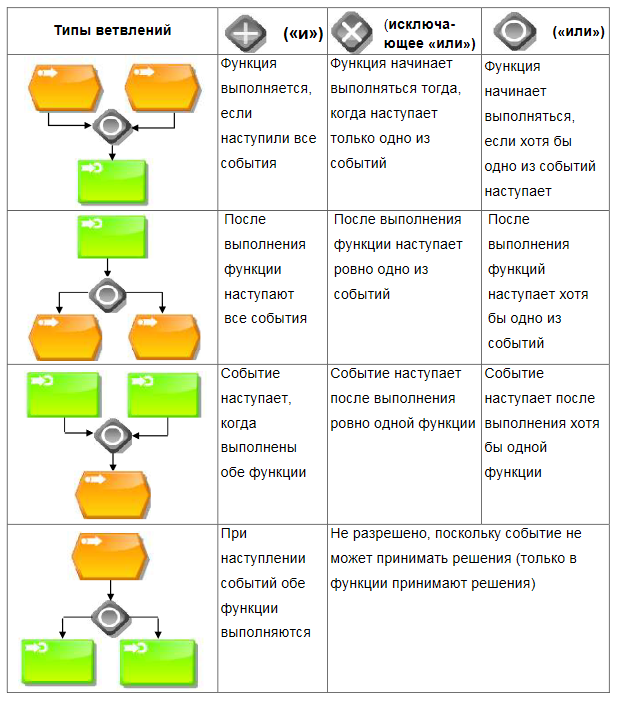 Типы ветвлений
(«и»)
(исключа-
ющее «или»)
(«или»)
Функция
выполняется,
если
наступили все
события
Функция начинает
выполняться тогда,
когда наступает
только одно из
событий
Функция
начинает
выполняться,
если хотя бы
одно из событий
наступает
После
выполнения
функции
наступают
все события
После выполнения
функции наступает
ровно одно из
событий
После
выполнения
функций
наступает хотя
бы одно из
событий
Событие
наступает,
когда
выполнены
обе функции
Событие наступает
после выполнения
ровно одной функции
Событие
наступает после
выполнения хотя
бы одной
функции
При
наступлении
событий обе
функции
выполняются
Не разрешено, поскольку событие не
может принимать решения (только в
функции принимают решения)